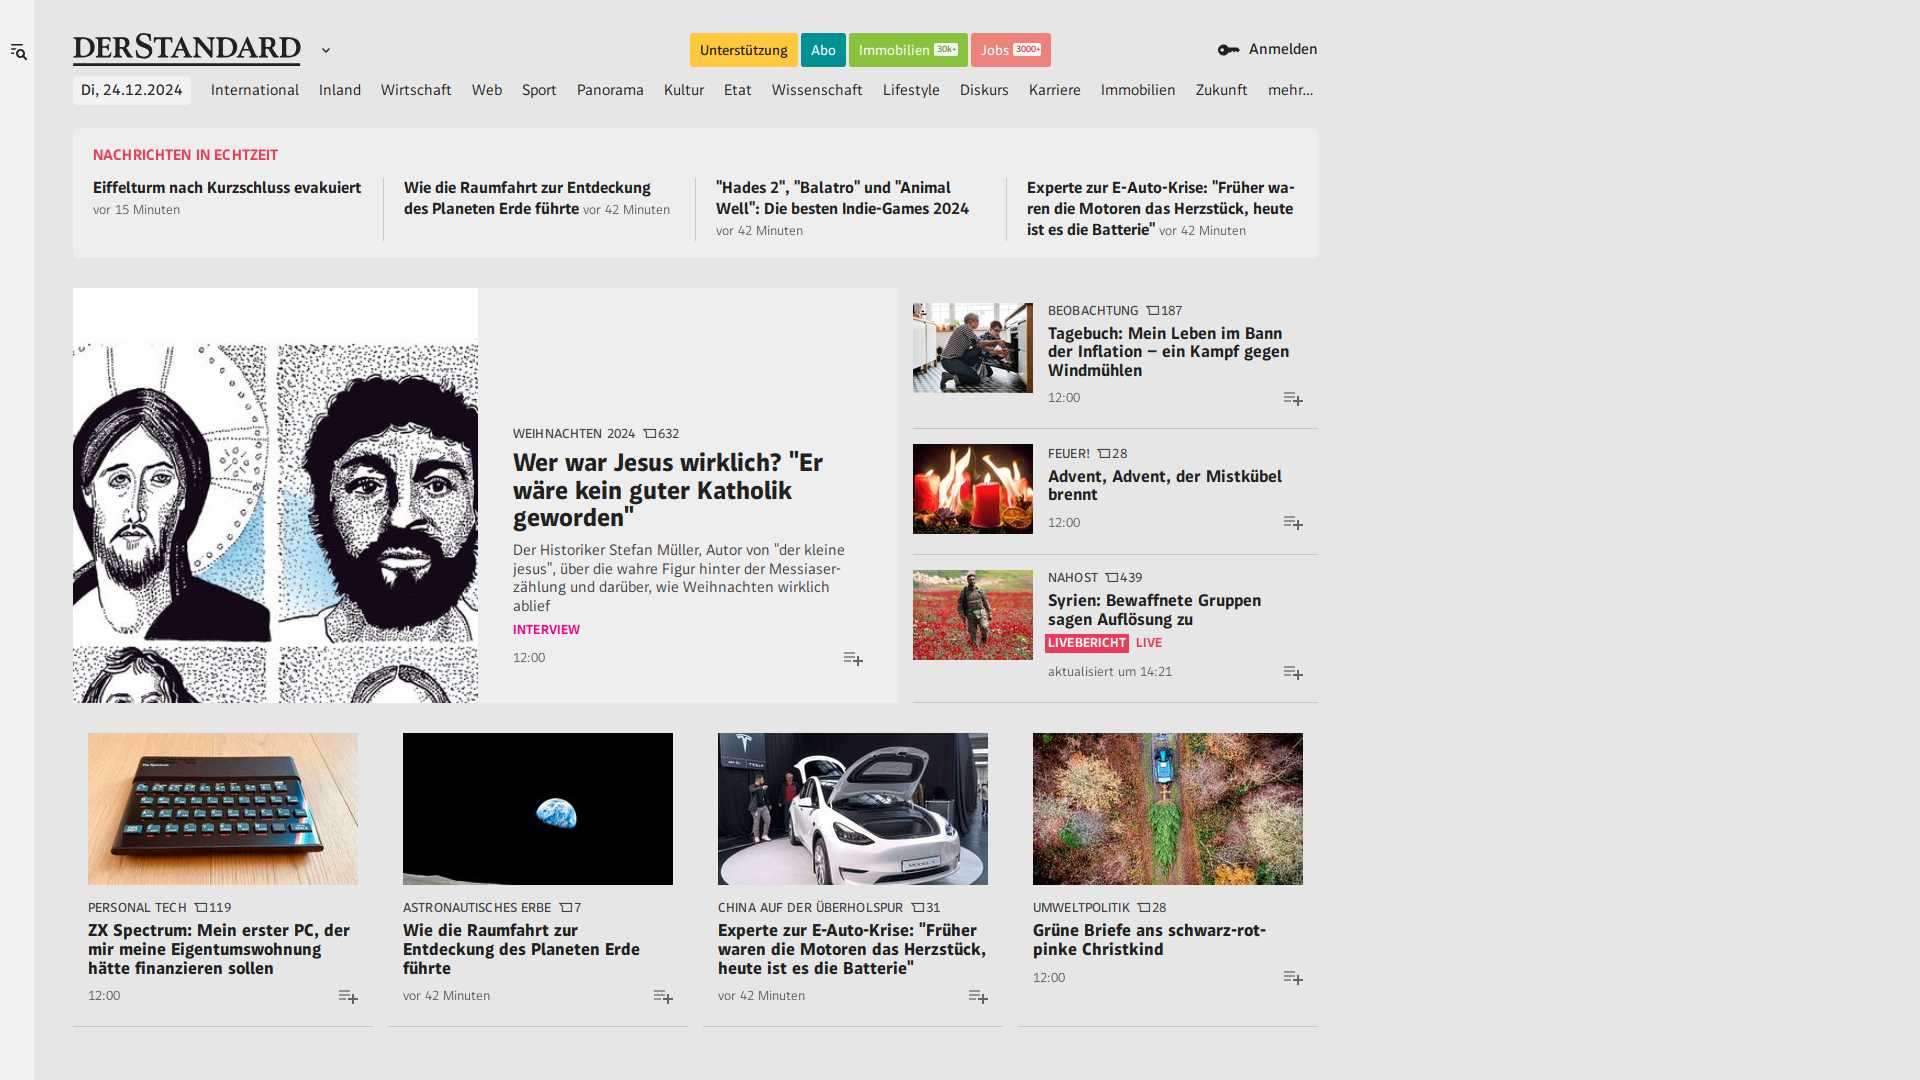 DERSTANDARD
Unterstützung
Abo
Immobilien 30k+
Jobs 3000+
Anmelden
Di, 24.12.2024
International
Inland
Wirtschaft
Web
Sport
Panorama
Kultur
Etat
Wissenschaft
Lifestyle
Diskurs
Karriere
Immobilien
Zukunft
mehr...
NACHRICHTEN IN ECHTZEIT
Eiffelturm nach Kurzschluss evakuiert
vor 15 Minuten
Wie die Raumfahrt zur Entdeckung
des Planeten Erde führte vor 42 Minuten
"Hades 2", "Balatro" und "Animal
Well": Die besten Indie-Games 2024
vor 42 Minuten
Experte zur E-Auto-Krise: "Früher wa-
ren die Motoren das Herzstück, heute
ist es die Batterie" vor 42 Minuten
WEIHNACHTEN 2024 632
Wer war Jesus wirklich? "Er
wäre kein guter Katholik
geworden"
Der Historiker Stefan Müller, Autor von "der kleine
jesus", über die wahre Figur hinter der Messiaser-
zählung und darüber, wie Weihnachten wirklich
ablief
INTERVIEW
12:00
BEOBACHTUNG 187
Tagebuch: Mein Leben im Bann
der Inflation – ein Kampf gegen
Windmühlen
12:00
FEUER! 28
Advent, Advent, der Mistkübel
brennt
12:00
NAHOST 439
Syrien: Bewaffnete Gruppen
sagen Auflösung zu
LIVEBERICHT LIVE
aktualisiert um 14:21
PERSONAL TECH 119
ZX Spectrum: Mein erster PC, der
mir meine Eigentumswohnung
hätte finanzieren sollen
12:00
ASTRONAUTISCHES ERBE 7
Wie die Raumfahrt zur
Entdeckung des Planeten Erde
führte
vor 42 Minuten
TESLA
MODEL Y
CHINA AUF DER ÜBERHOLSPUR 31
Experte zur E-Auto-Krise: "Früher
waren die Motoren das Herzstück,
heute ist es die Batterie"
vor 42 Minuten
UMWELTPOLITIK 28
Grüne Briefe ans schwarz-rot-
pinke Christkind
12:00